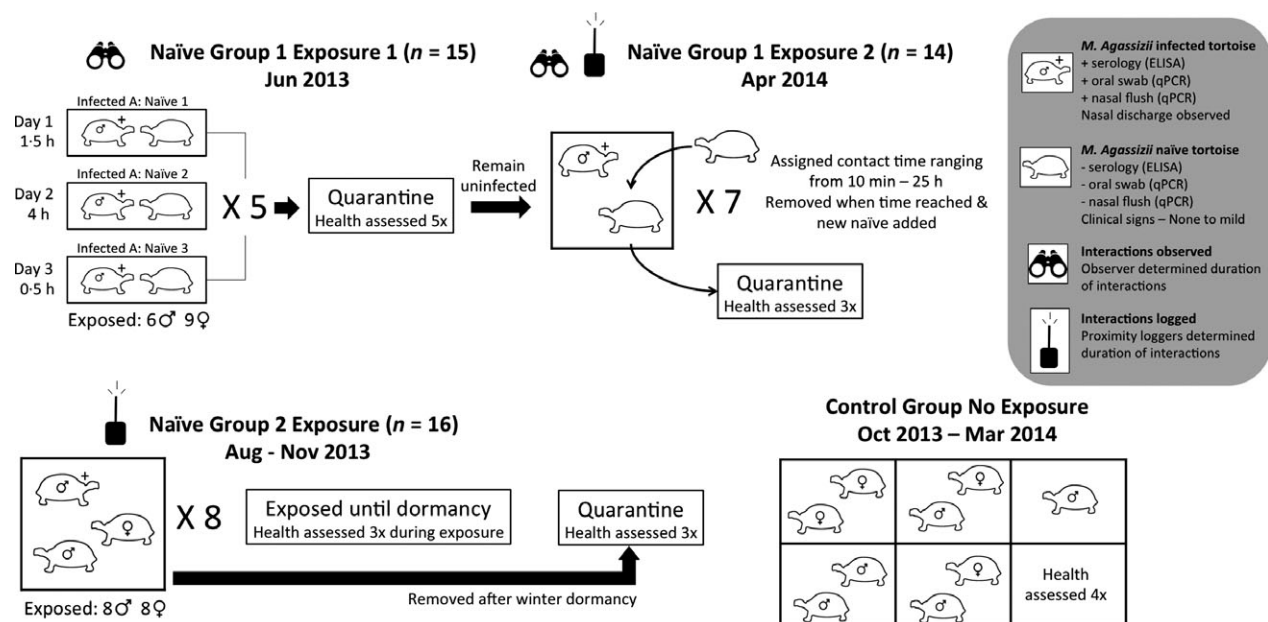 Naïve Group 1 Exposure 1 (n = 15)
Jun 2013
Infected A: Naïve 1
Day 1
1·5 h
♂ +
Infected A: Naïve 2
Day 2
4 h
♂ +
Infected A: Naïve 3
Day 3
0·5 h
♂ +
Exposed: 6♂ 9♀
X 5
Quarantine
Health assessed 5x
Remain
uninfected
Naïve Group 1 Exposure 2 (n = 14)
Apr 2014
♂ +
X 7
Assigned contact time ranging
from 10 min – 25 h
Removed when time reached &
new naïve added
Quarantine
Health assessed 3x
♂ +
M. Agassizii infected tortoise
+ serology (ELISA)
+ oral swab (qPCR)
+ nasal flush (qPCR)
Nasal discharge observed
M. Agassizii naïve tortoise
- serology (ELISA)
- oral swab (qPCR)
- nasal flush (qPCR)
Clinical signs – None to mild
Interactions observed
Observer determined duration
of interactions
Interactions logged
Proximity loggers determined
duration of interactions
Naïve Group 2 Exposure (n = 16)
Aug - Nov 2013
♂ +
♀
♂
Exposed: 8♂ 8♀
X 8
Exposed until dormancy
Health assessed 3x during exposure
Quarantine
Health assessed 3x
Removed after winter dormancy
Control Group No Exposure
Oct 2013 – Mar 2014
♀
♀
♀
♂
♂
♂
♂
♀
♂
Health
assessed 4x